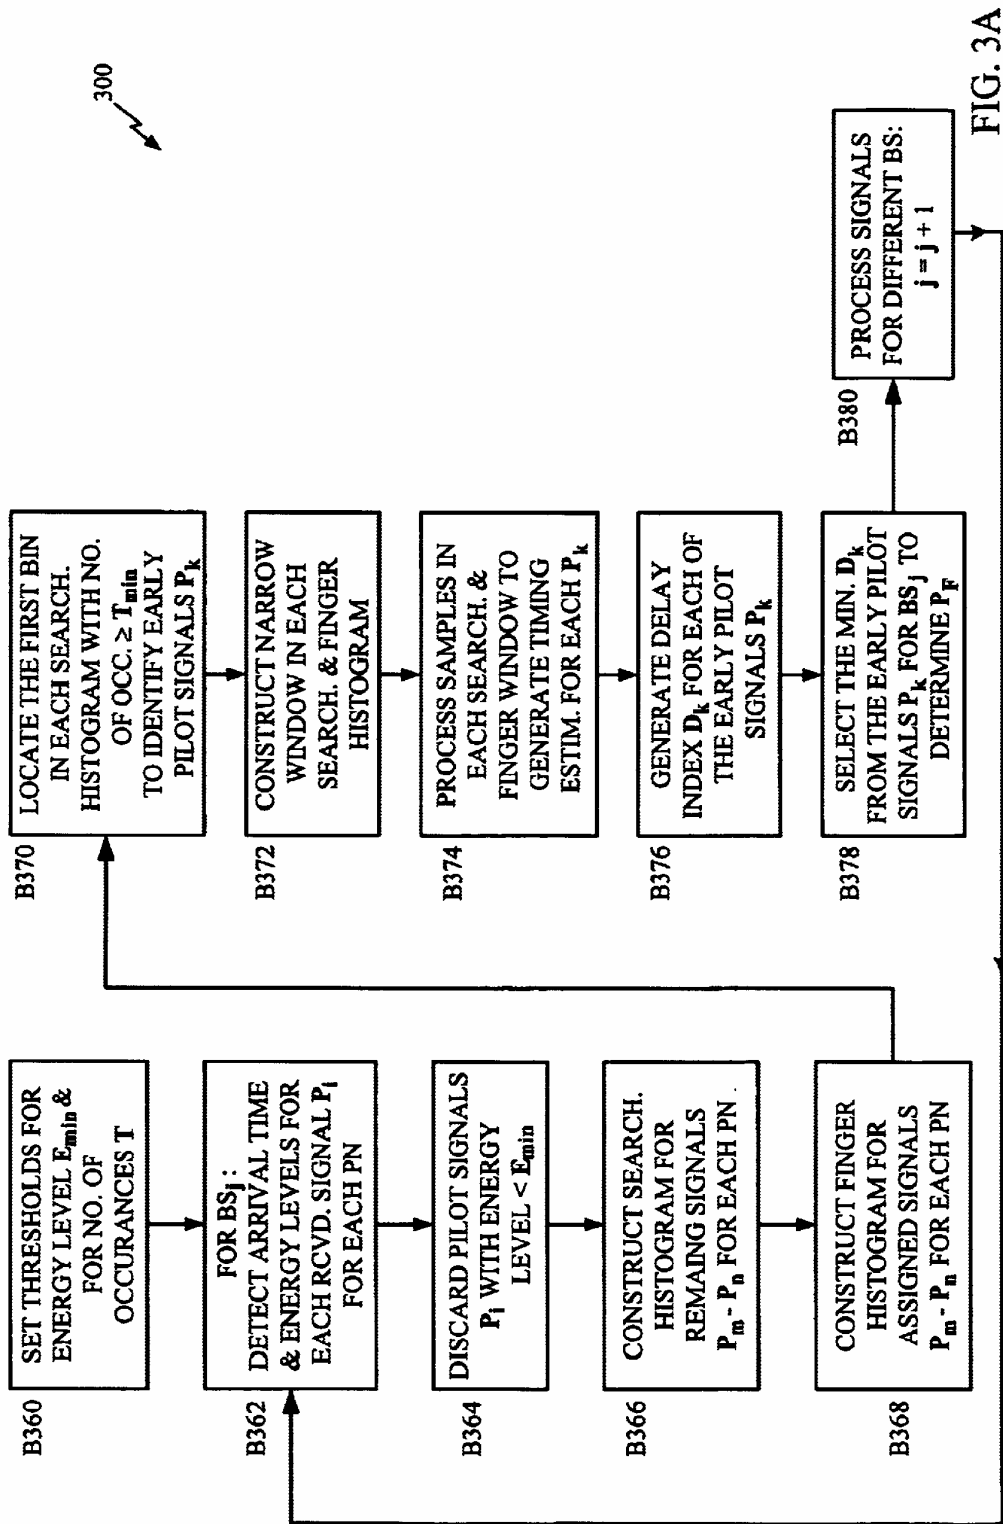 300
B360
SET THRESHOLDS FOR
ENERGY LEVEL Emin &
FOR NO. OF
OCCURANCES T
B362
FOR BSj :
DETECT ARRIVAL TIME
& ENERGY LEVELS FOR
EACH RCVD. SIGNAL Pi
FOR EACH PN
B364
DISCARD PILOT SIGNALS
Pi WITH ENERGY
LEVEL < Emin
B366
CONSTRUCT SEARCH.
HISTOGRAM FOR
REMAINING SIGNALS
Pm - Pn FOR EACH PN.
B368
CONSTRUCT FINGER
HISTOGRAM FOR
ASSIGNED SIGNALS
Pm - Pn FOR EACH PN
B370
LOCATE THE FIRST BIN
IN EACH SEARCH.
HISTOGRAM WITH NO.
OF OCC. ≥ Tmin
TO IDENTIFY EARLY
PILOT SIGNALS Pk
B372
CONSTRUCT NARROW
WINDOW IN EACH
SEARCH. & FINGER
HISTOGRAM
B374
PROCESS SAMPLES IN
EACH SEARCH. &
FINGER WINDOW TO
GENERATE TIMING
ESTIM. FOR EACH Pk
B376
GENERATE DELAY
INDEX Dk FOR EACH OF
THE EARLY PILOT
SIGNALS Pk
B378
SELECT THE MIN. Dk
FROM THE EARLY PILOT
SIGNALS Pk FOR BSj TO
DETERMINE PF
B380
PROCESS SIGNALS
FOR DIFFERENT BS:
j = j + 1
FIG. 3A